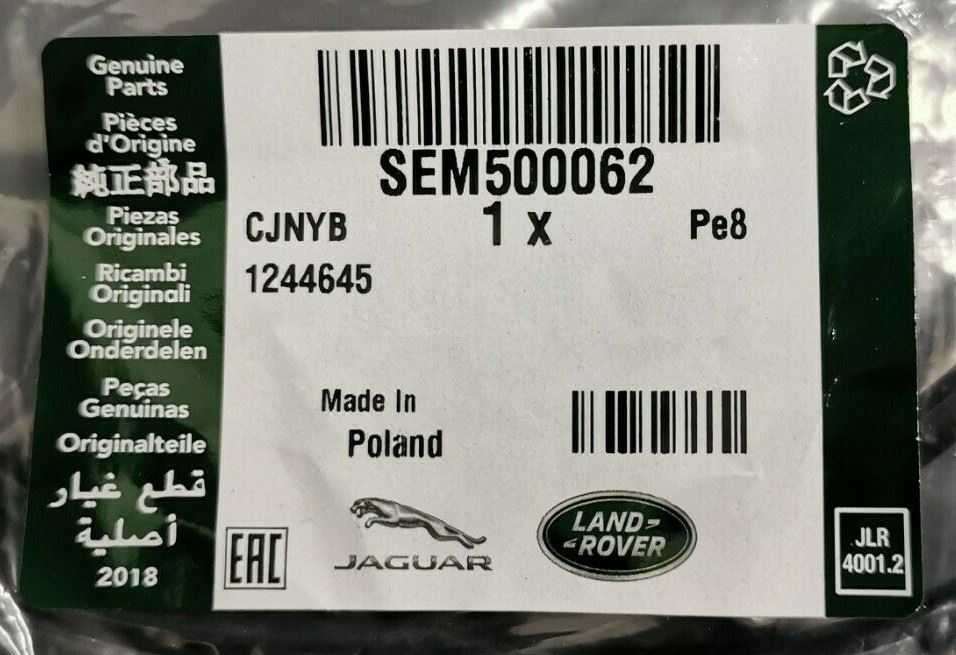 Genuine
Parts
Pièces
d'Origine
純正部品
Piezas
Originales
Ricambi
Originali
Originele
Onderdelen
Peças
Genuinas
Originalteile
قطع غيار
أصلية
2018
SEM500062
CJNYB 1 x Pe8
1244645
Made In
Poland
EAC
JAGUAR
LAND-
-ROVER
JLR
4001.2